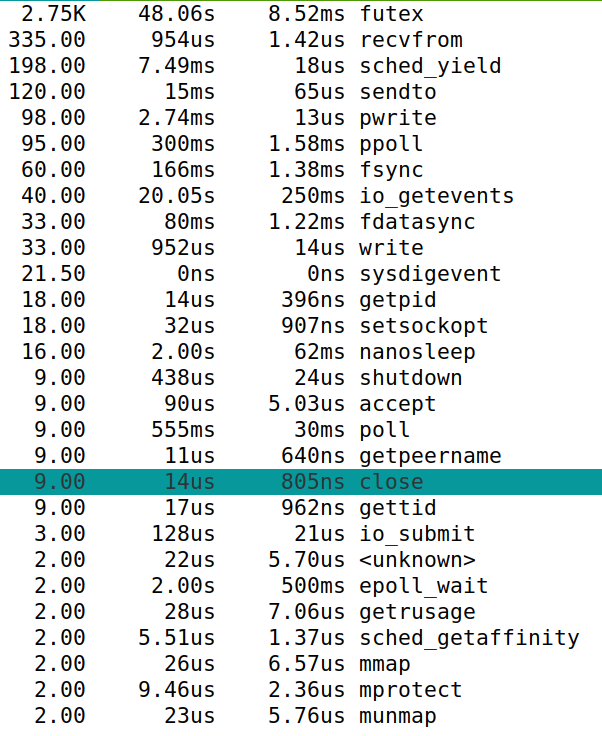 2.75K 48.06s 8.52ms futex
335.00 954us 1.42us recvfrom
198.00 7.49ms 18us sched_yield
120.00 15ms 65us sendto
98.00 2.74ms 13us pwrite
95.00 300ms 1.58ms ppoll
60.00 166ms 1.38ms fsync
40.00 20.05s 250ms io_getevents
33.00 80ms 1.22ms fdatasync
33.00 952us 14us write
21.50 0ns 0ns sysdigevent
18.00 14us 396ns getpid
18.00 32us 907ns setsockopt
16.00 2.00s 62ms nanosleep
9.00 438us 24us shutdown
9.00 90us 5.03us accept
9.00 555ms 30ms poll
9.00 11us 640ns getpeername
9.00 14us 805ns close
9.00 17us 962ns gettid
3.00 128us 21us io_submit
2.00 22us 5.70us <unknown>
2.00 2.00s 500ms epoll_wait
2.00 28us 7.06us getrusage
2.00 5.51us 1.37us sched_getaffinity
2.00 26us 6.57us mmap
2.00 9.46us 2.36us mprotect
2.00 23us 5.76us munmap